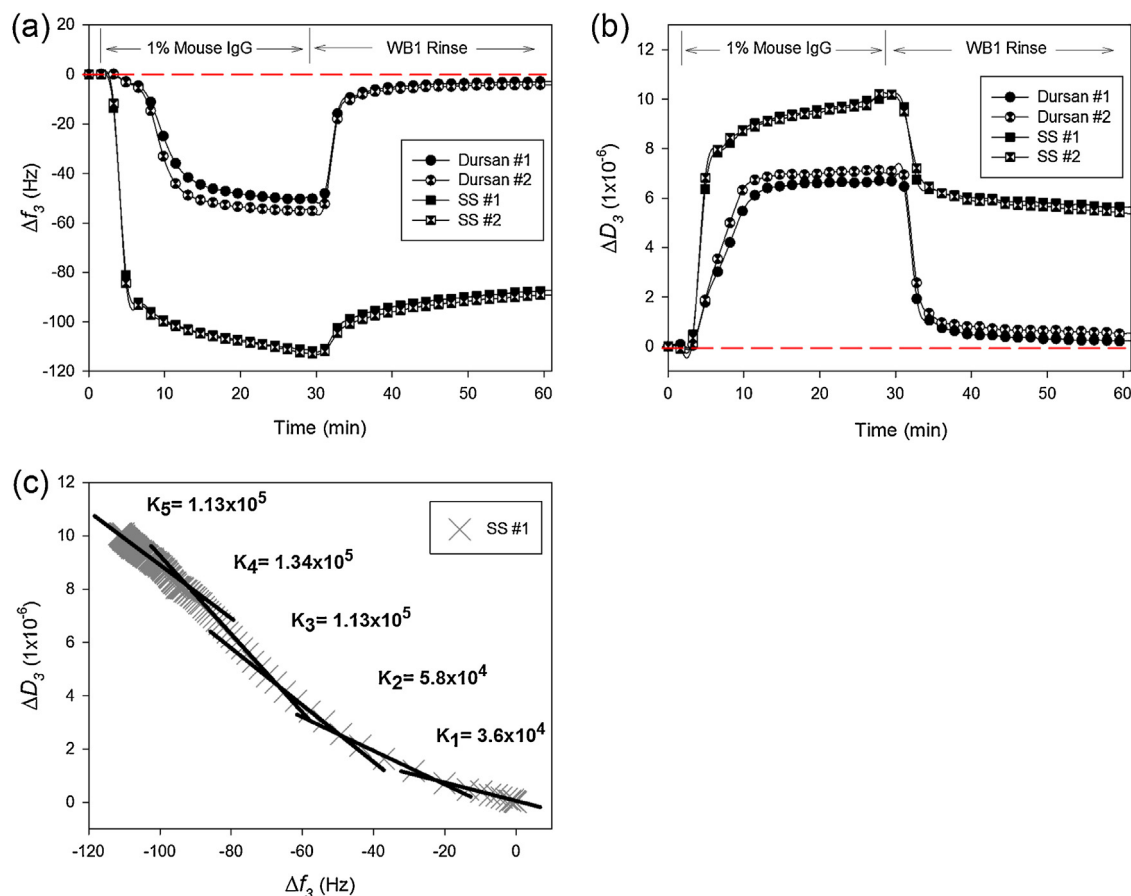 (a)
1% Mouse IgG
WB1 Rinse
20
0
-20
-40
-60
-80
-100
-120
Δf3 (Hz)
Dursan #1
Dursan #2
SS #1
SS #2
0 10 20 30 40 50 60
Time (min)
(b)
1% Mouse IgG
WB1 Rinse
12
10
8
6
4
2
0
ΔD3 (1x10-6)
Dursan #1
Dursan #2
SS #1
SS #2
0 10 20 30 40 50 60
Time (min)
(c)
12
10
8
6
4
2
0
ΔD3 (1x10-6)
K5= 1.13x105
K4= 1.34x105
K3= 1.13x105
K2= 5.8x104
K1= 3.6x104
SS #1
-120 -100 -80 -60 -40 -20 0
Δf3 (Hz)